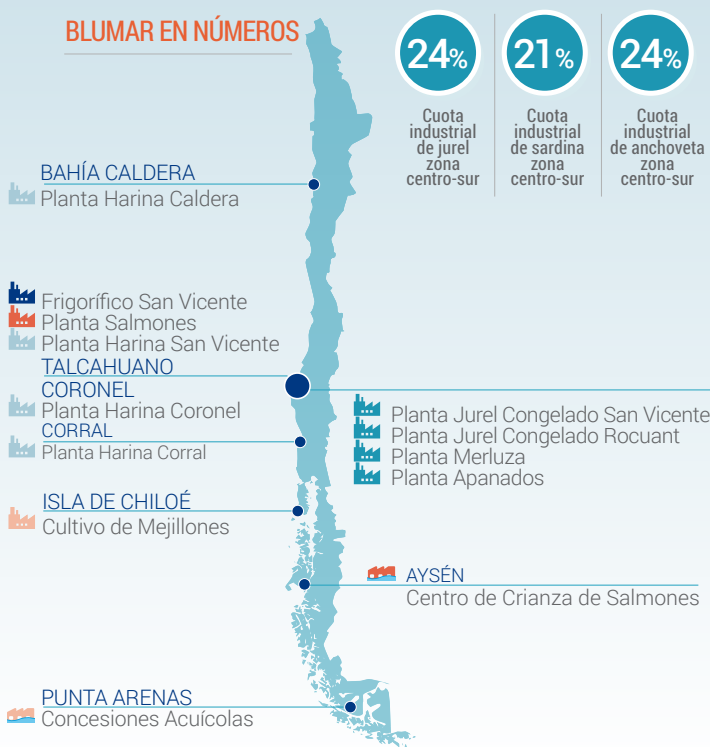 BLUMAR EN NÚMEROS
24%
Cuota
industrial
de jurel
zona
centro-sur
21%
Cuota
industrial
de sardina
zona
centro-sur
24%
Cuota
industrial
de anchoveta
zona
centro-sur
BAHÍA CALDERA
Planta Harina Caldera
Frigorífico San Vicente
Planta Salmones
Planta Harina San Vicente
TALCAHUANO
CORONEL
Planta Harina Coronel
CORRAL
Planta Harina Corral
Planta Jurel Congelado San Vicente
Planta Jurel Congelado Rocuant
Planta Merluza
Planta Apanados
ISLA DE CHILOÉ
Cultivo de Mejillones
AYSÉN
Centro de Crianza de Salmones
PUNTA ARENAS
Concesiones Acuícolas